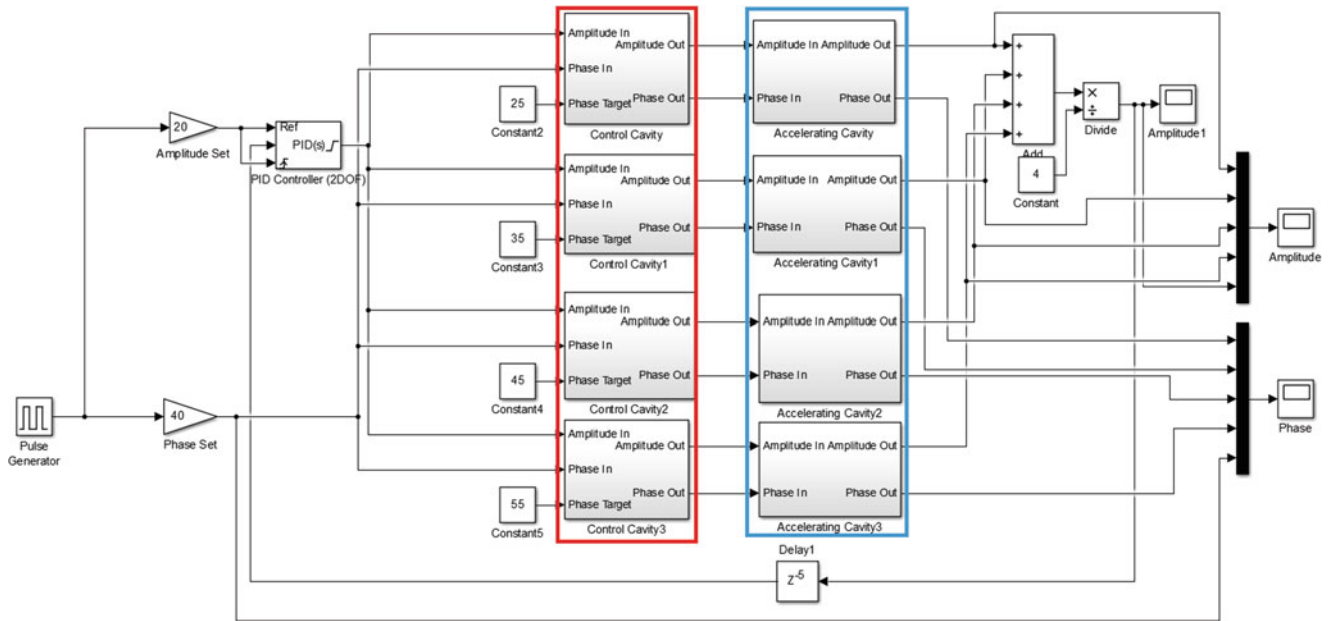 Amplitude In
Amplitude Out
Phase In
Phase Out
Phase Target
Control Cavity
25
Constant2
Amplitude In Amplitude Out
Phase In
Phase Out
Accelerating Cavity
+
+
+
+
Add
×
÷
Divide
Amplitude1
4
Constant
20
Amplitude Set
Ref
PID(s)
PID Controller (2DOF)
Amplitude In
Amplitude Out
Phase In
Phase Out
Phase Target
Control Cavity1
35
Constant3
Amplitude In Amplitude Out
Phase In
Phase Out
Accelerating Cavity1
Amplitude
Amplitude In
Amplitude Out
Phase In
Phase Out
Phase Target
Control Cavity2
45
Constant4
Amplitude In Amplitude Out
Phase In
Phase Out
Accelerating Cavity2
Pulse
Generator
40
Phase Set
Phase
Amplitude In
Amplitude Out
Phase In
Phase Out
Phase Target
Control Cavity3
55
Constant5
Amplitude In Amplitude Out
Phase In
Phase Out
Accelerating Cavity3
Delay1
Z-5